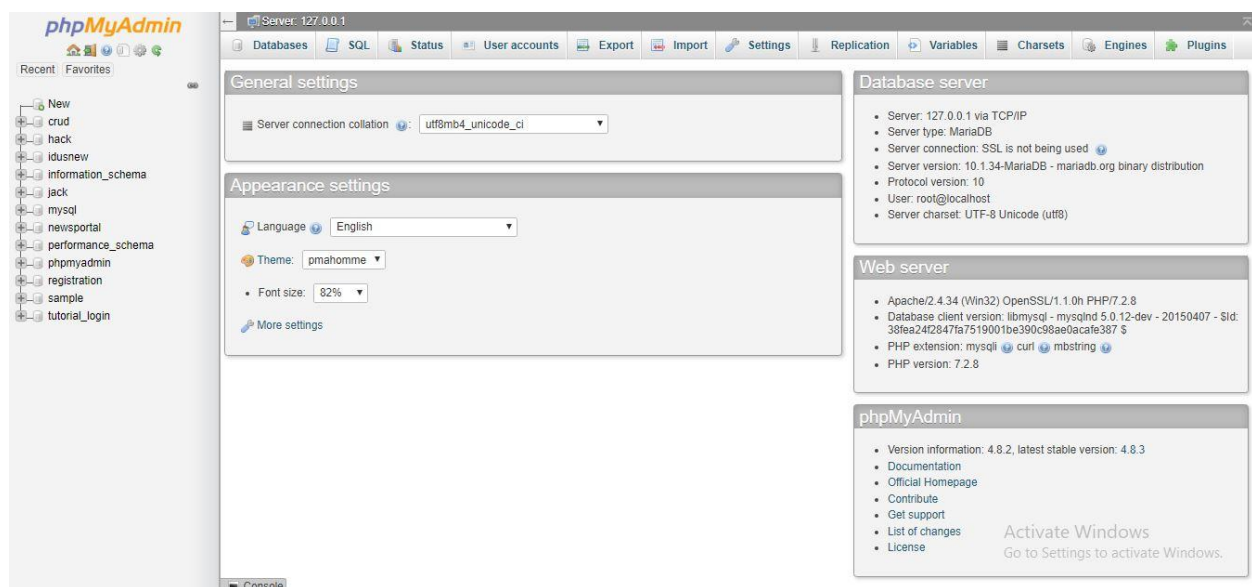 phpMyAdmin
Recent Favorites
New
crud
hack
idusnew
information_schema
jack
mysql
newsportal
performance_schema
phpmyadmin
registration
sample
tutorial_login
Server: 127.0.0.1
Databases SQL Status User accounts Export Import Settings Replication Variables Charsets Engines Plugins
General settings
Server connection collation : utf8mb4_unicode_ci
Appearance settings
Language English
Theme: pmahomme
• Font size: 82%
More settings
Database server
• Server: 127.0.0.1 via TCP/IP
• Server type: MariaDB
• Server connection: SSL is not being used
• Server version: 10.1.34-MariaDB - mariadb.org binary distribution
• Protocol version: 10
• User: root@localhost
• Server charset: UTF-8 Unicode (utf8)
Web server
• Apache/2.4.34 (Win32) OpenSSL/1.1.0h PHP/7.2.8
• Database client version: libmysql - mysqlnd 5.0.12-dev - 20150407 - $Id:
38fea24f2847fa7519001be390c98ae0acafe387 $
• PHP extension: mysqli curl mbstring
• PHP version: 7.2.8
phpMyAdmin
• Version information: 4.8.2, latest stable version: 4.8.3
• Documentation
• Official Homepage
• Contribute
• Get support
• List of changes
• License
Activate Windows
Go to Settings to activate Windows.
Console